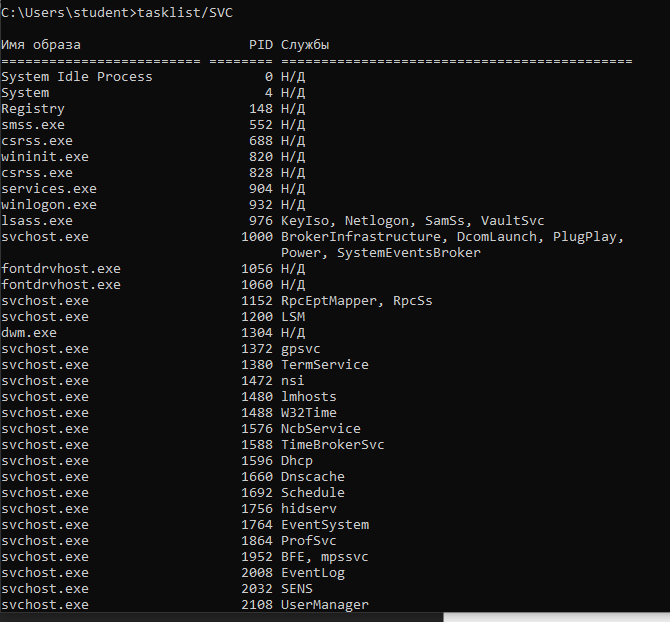 C:\Users\student>tasklist/SVC
Имя образа PID Службы
========================= ======== ============================================
System Idle Process 0 Н/Д
System 4 Н/Д
Registry 148 Н/Д
smss.exe 552 Н/Д
csrss.exe 688 Н/Д
wininit.exe 820 Н/Д
csrss.exe 828 Н/Д
services.exe 904 Н/Д
winlogon.exe 932 Н/Д
lsass.exe 976 KeyIso, Netlogon, SamSs, VaultSvc
svchost.exe 1000 BrokerInfrastructure, DcomLaunch, PlugPlay,
Power, SystemEventsBroker
fontdrvhost.exe 1056 Н/Д
fontdrvhost.exe 1060 Н/Д
svchost.exe 1152 RpcEptMapper, RpcSs
svchost.exe 1200 LSM
dwm.exe 1304 Н/Д
svchost.exe 1372 gpsvc
svchost.exe 1380 TermService
svchost.exe 1472 nsi
svchost.exe 1480 lmhosts
svchost.exe 1488 W32Time
svchost.exe 1576 NcbService
svchost.exe 1588 TimeBrokerSvc
svchost.exe 1596 Dhcp
svchost.exe 1660 Dnscache
svchost.exe 1692 Schedule
svchost.exe 1756 hidserv
svchost.exe 1764 EventSystem
svchost.exe 1864 ProfSvc
svchost.exe 1952 BFE, mpssvc
svchost.exe 2008 EventLog
svchost.exe 2032 SENS
svchost.exe 2108 UserManager